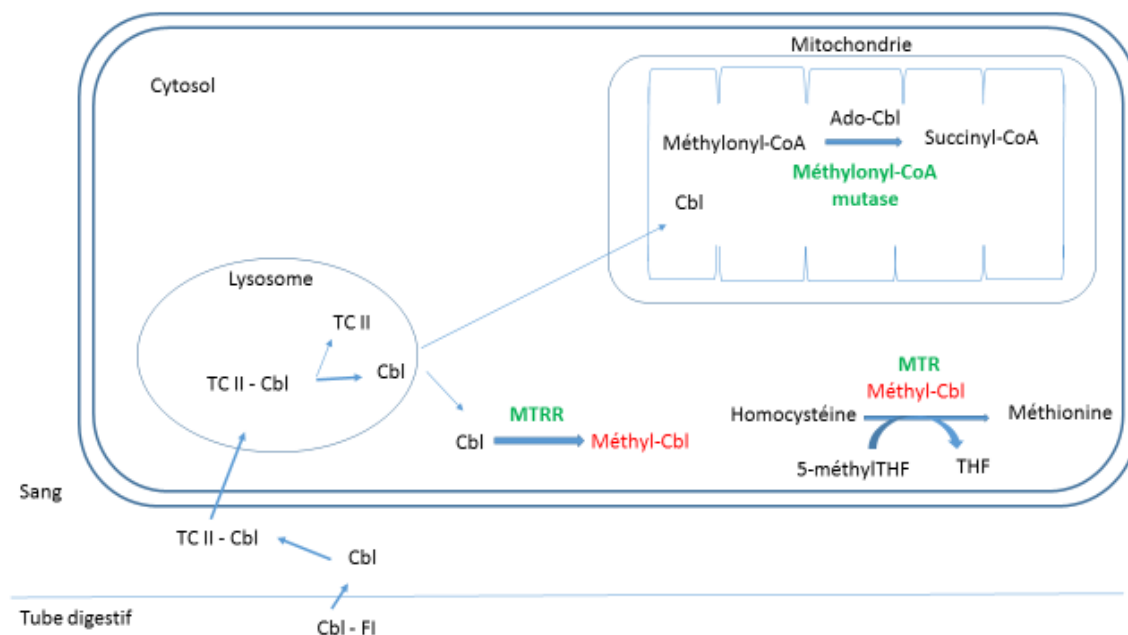 Mitochondrie
Cytosol
Ado-Cbl
Méthylonyl-CoA
Succinyl-CoA
Méthylonyl-CoA
mutase
Cbl
Lysosome
TC II
TC II - Cbl
Cbl
MTRR
Cbl
Méthyl-Cbl
MTR
Méthyl-Cbl
Homocystéine
Méthionine
5-méthylTHF
THF
Sang
TC II - Cbl
Cbl
Tube digestif
Cbl - FI